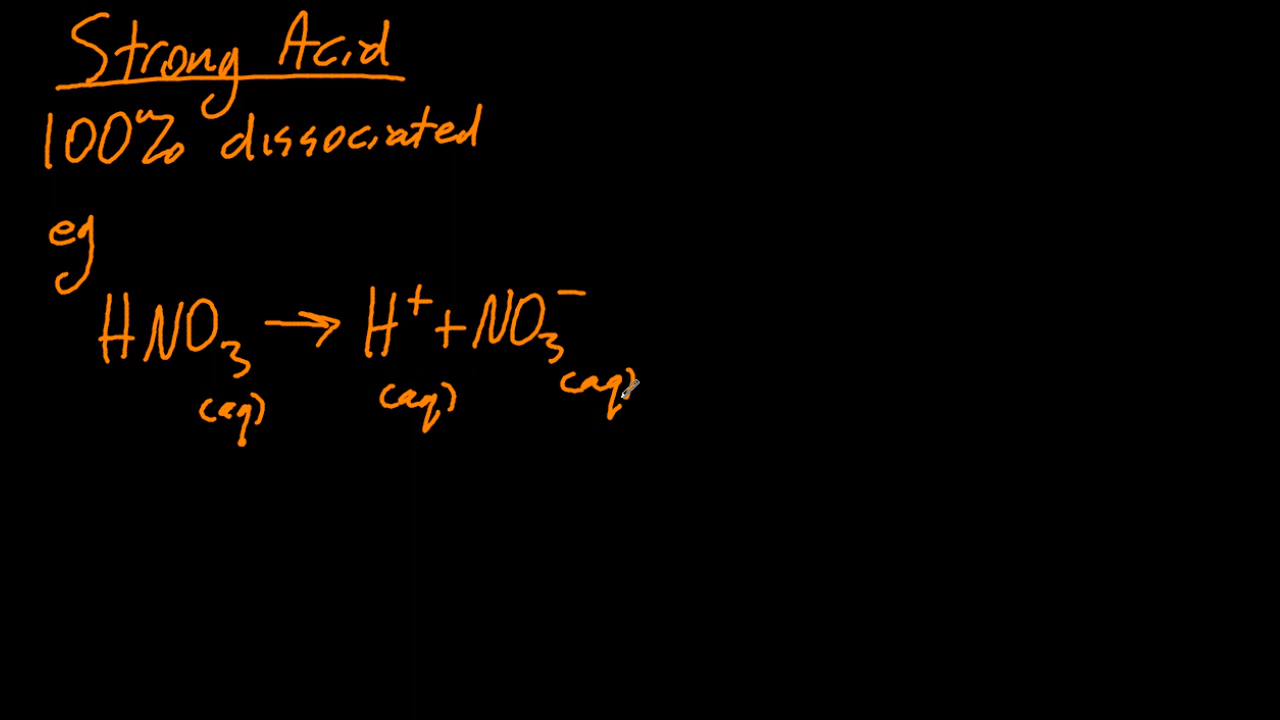 Strong Acid
100% dissociated
eg
HNO₃ → H⁺ + NO₃⁻
(aq) (aq) (aq)